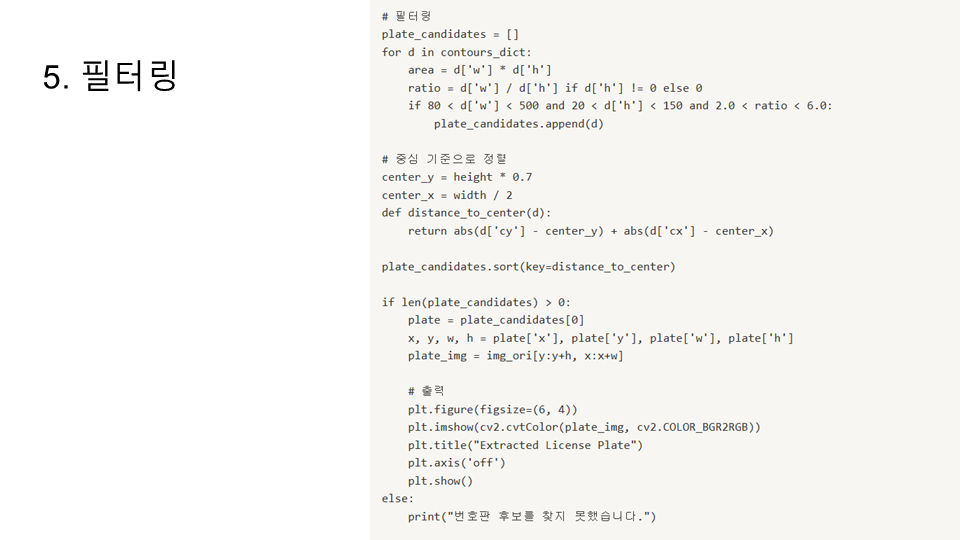 5. 필터링
# 필터링
plate_candidates = []
for d in contours_dict:
    area = d['w'] * d['h']
    ratio = d['w'] / d['h'] if d['h'] != 0 else 0
    if 80 < d['w'] < 500 and 20 < d['h'] < 150 and 2.0 < ratio < 6.0:
        plate_candidates.append(d)
# 중심 기준으로 정렬
center_y = height * 0.7
center_x = width / 2
def distance_to_center(d):
    return abs(d['cy'] - center_y) + abs(d['cx'] - center_x)
plate_candidates.sort(key=distance_to_center)
if len(plate_candidates) > 0:
    plate = plate_candidates[0]
    x, y, w, h = plate['x'], plate['y'], plate['w'], plate['h']
    plate_img = img_ori[y:y+h, x:x+w]
    # 출력
    plt.figure(figsize=(6, 4))
    plt.imshow(cv2.cvtColor(plate_img, cv2.COLOR_BGR2RGB))
    plt.title("Extracted License Plate")
    plt.axis('off')
    plt.show()
else:
    print("번호판 후보를 찾지 못했습니다.")